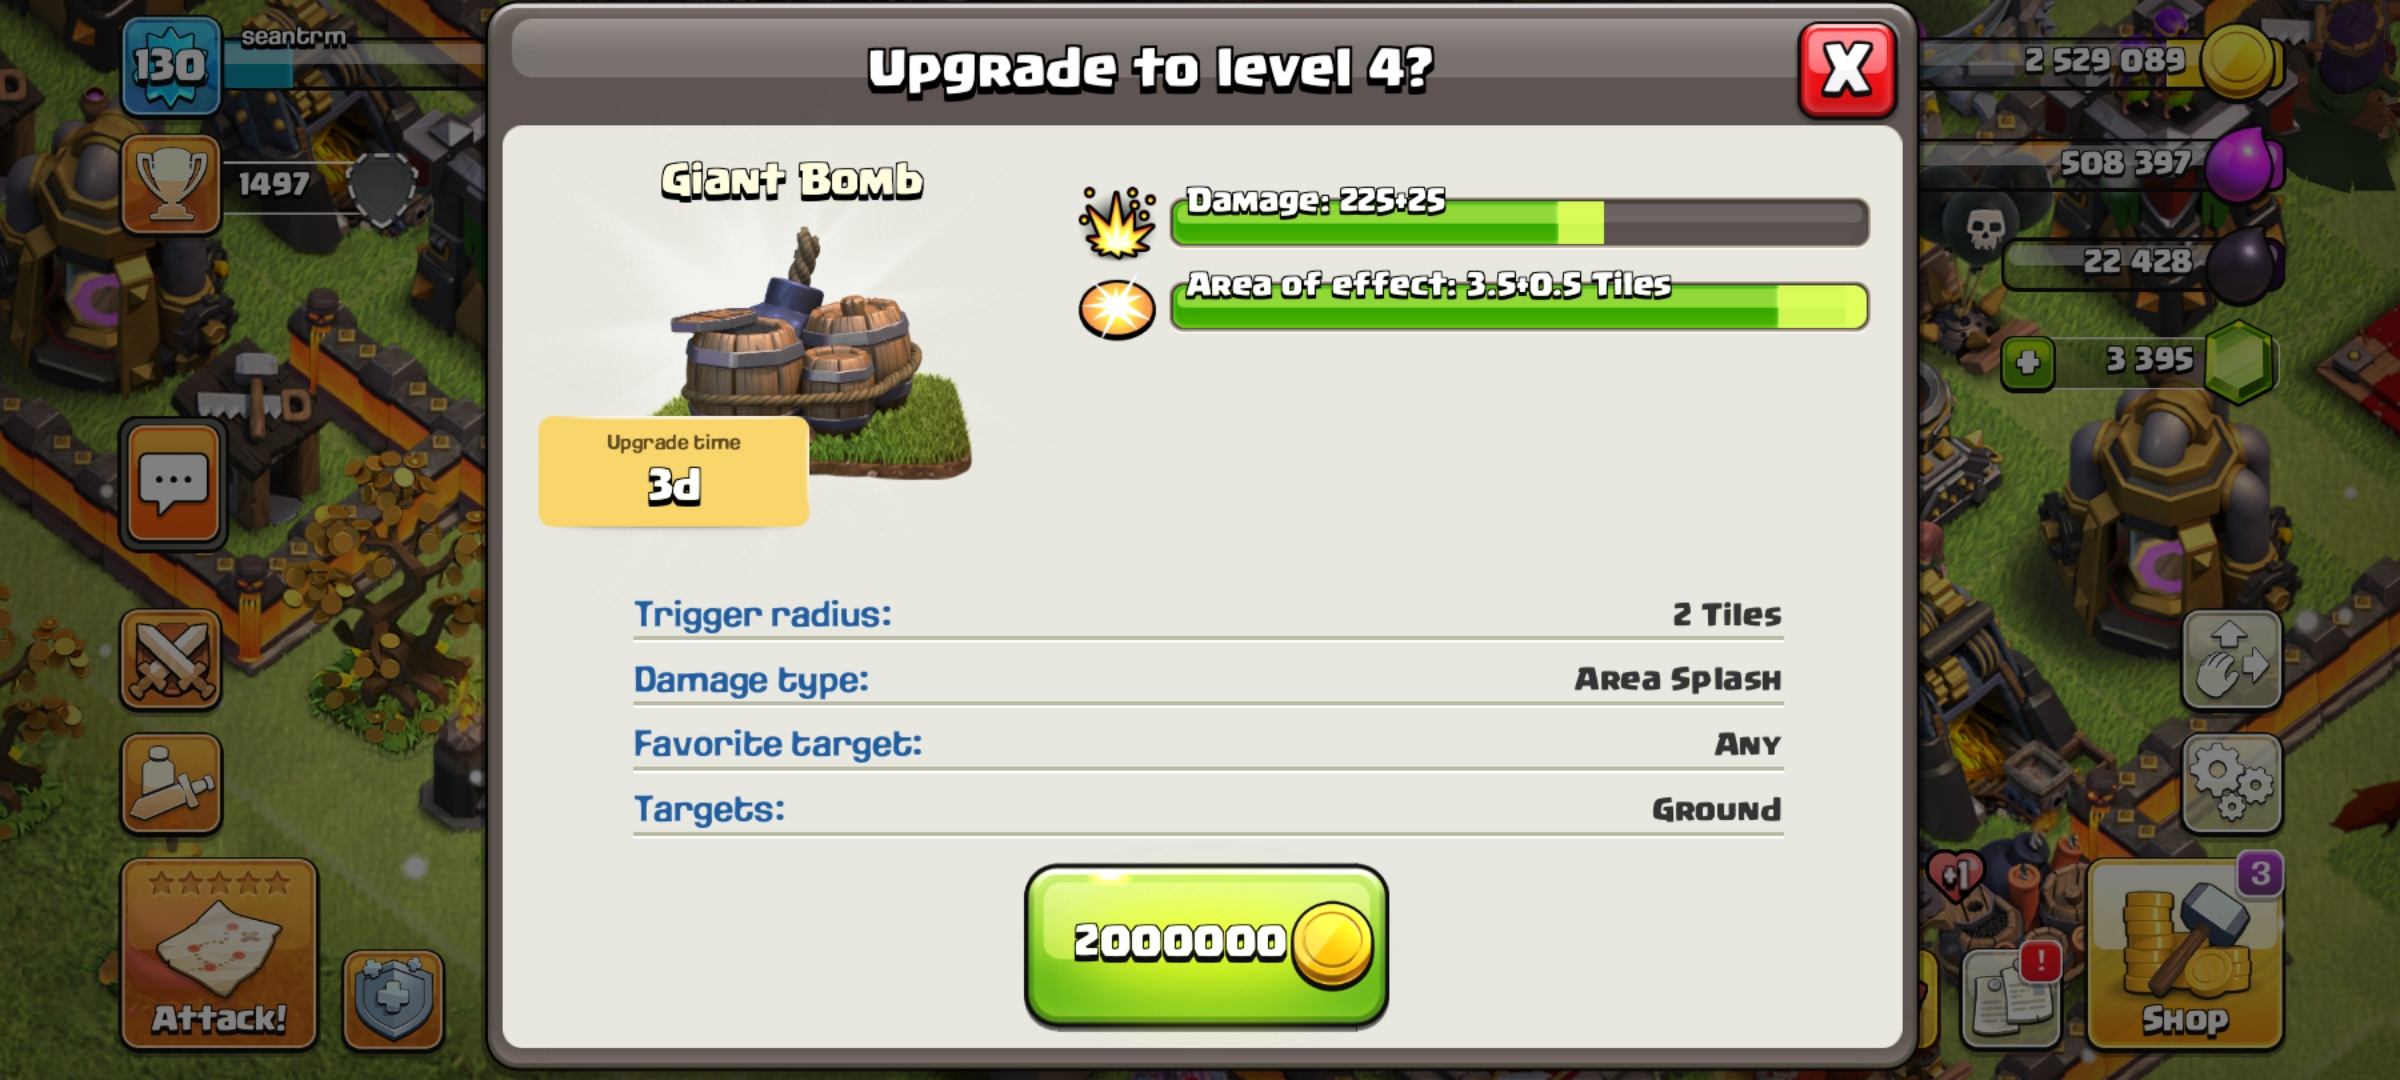 Upgrade to level 4?
X
130
seantrm
1497
2 529 089
508 397
22 428
3 395
Giant Bomb
Damage: 225+25
Area of effect: 3.5+0.5 Tiles
Upgrade time
3d
Trigger radius: 2 Tiles
Damage type: Area Splash
Favorite target: Any
Targets: Ground
2000000
Attack!
+1
!
3
Shop